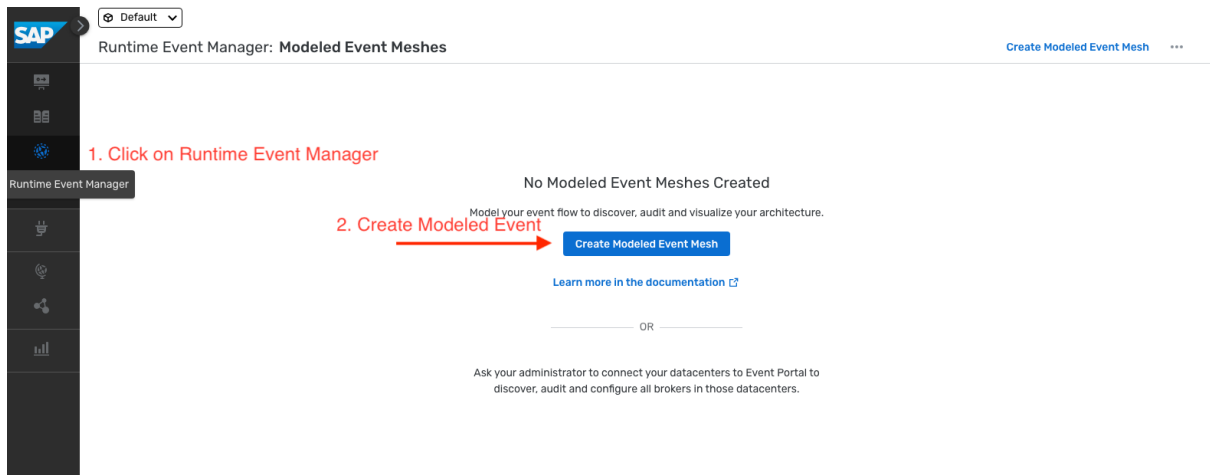 Default
SAP
Runtime Event Manager: Modeled Event Meshes
Create Modeled Event Mesh
1. Click on Runtime Event Manager
Runtime Event Manager
No Modeled Event Meshes Created
Model your event flow to discover, audit and visualize your architecture.
2. Create Modeled Event
Create Modeled Event Mesh
Learn more in the documentation
OR
Ask your administrator to connect your datacenters to Event Portal to
discover, audit and configure all brokers in those datacenters.